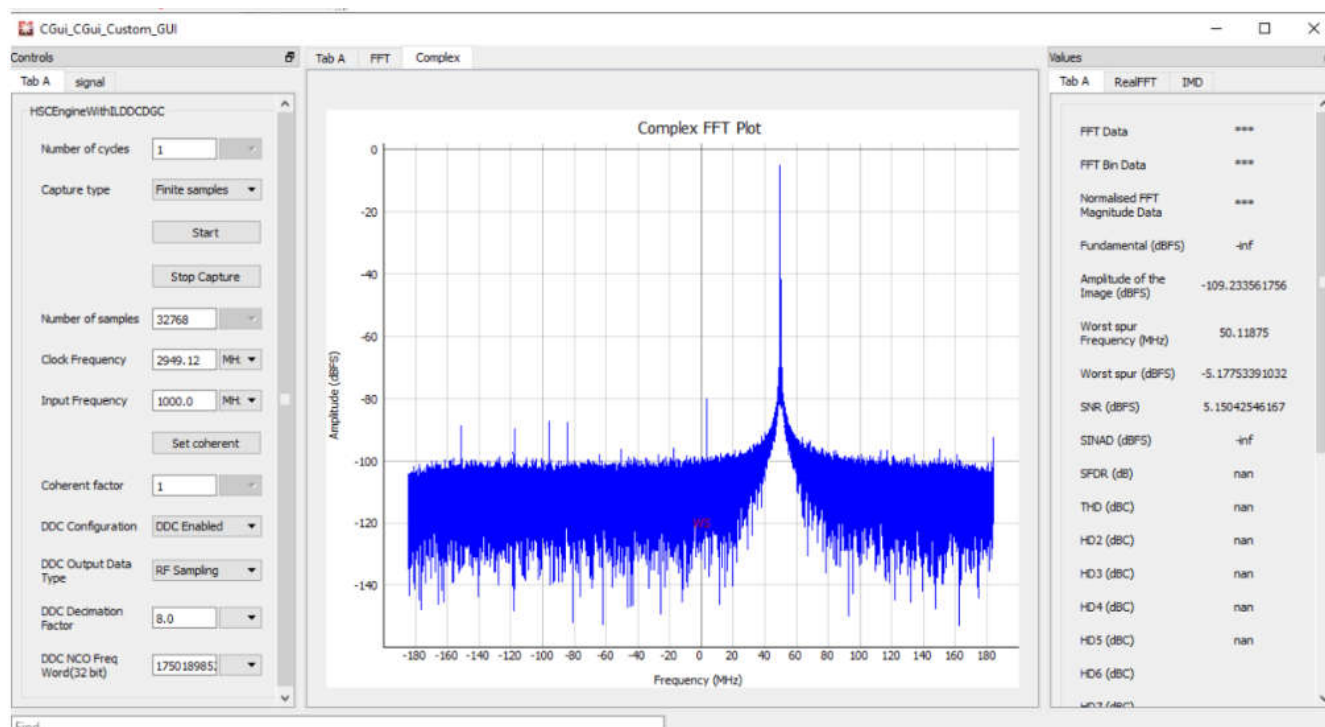 CGui_CGui_Custom_GUI
Controls
Tab A signal
HSCEngineWithILDDCDGC
Number of cycles 1
Capture type Finite samples
Start
Stop Capture
Number of samples 32768
Clock Frequency 2949.12 MH:
Input Frequency 1000.0 MH:
Set coherent
Coherent factor 1
DDC Configuration DDC Enabled
DDC Output Data
Type RF Sampling
DDC Decimation
Factor 8.0
DDC NCO Freq
Word(32 bit)
Find
Tab A FFT Complex
Complex FFT Plot
Amplitude (dBFS)
0
-20
-40
-60
-80
-100
-120
-140
WS
-180 -160 -140 -120 -100 -80 -60 -40 -20 0 20 40 60 80 100 120 140 160 180
Frequency (MHz)
Values
Tab A RealFFT IMD
FFT Data ***
FFT Bin Data ***
Normalised FFT
Magnitude Data ***
Fundamental (dBFS) -inf
Amplitude of the
Image (dBFS) -109.233561756
Worst spur
Frequency (MHz) 50.11875
Worst spur (dBFS) -5.17753391032
SNR (dBFS) 5.15042546167
SINAD (dBFS) -inf
SFDR (dB) nan
THD (dBC) nan
HD2 (dBC) nan
HD3 (dBC) nan
HD4 (dBC) nan
HD5 (dBC) nan
HD6 (dBC)
HD7 (dBC)